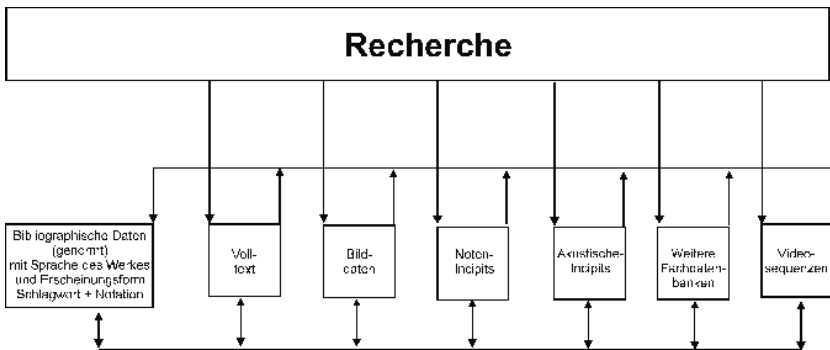 Recherche
Bibliographische Daten
(genormt)
mit Sprache des Werkes
und Erscheinungsform
Schlagwort + Notation
Voll-
text
Bild-
daten
Noten-
Incipits
Akustische-
Incipits
Weitere
Fachdaten-
banken
Video-
sequenzen